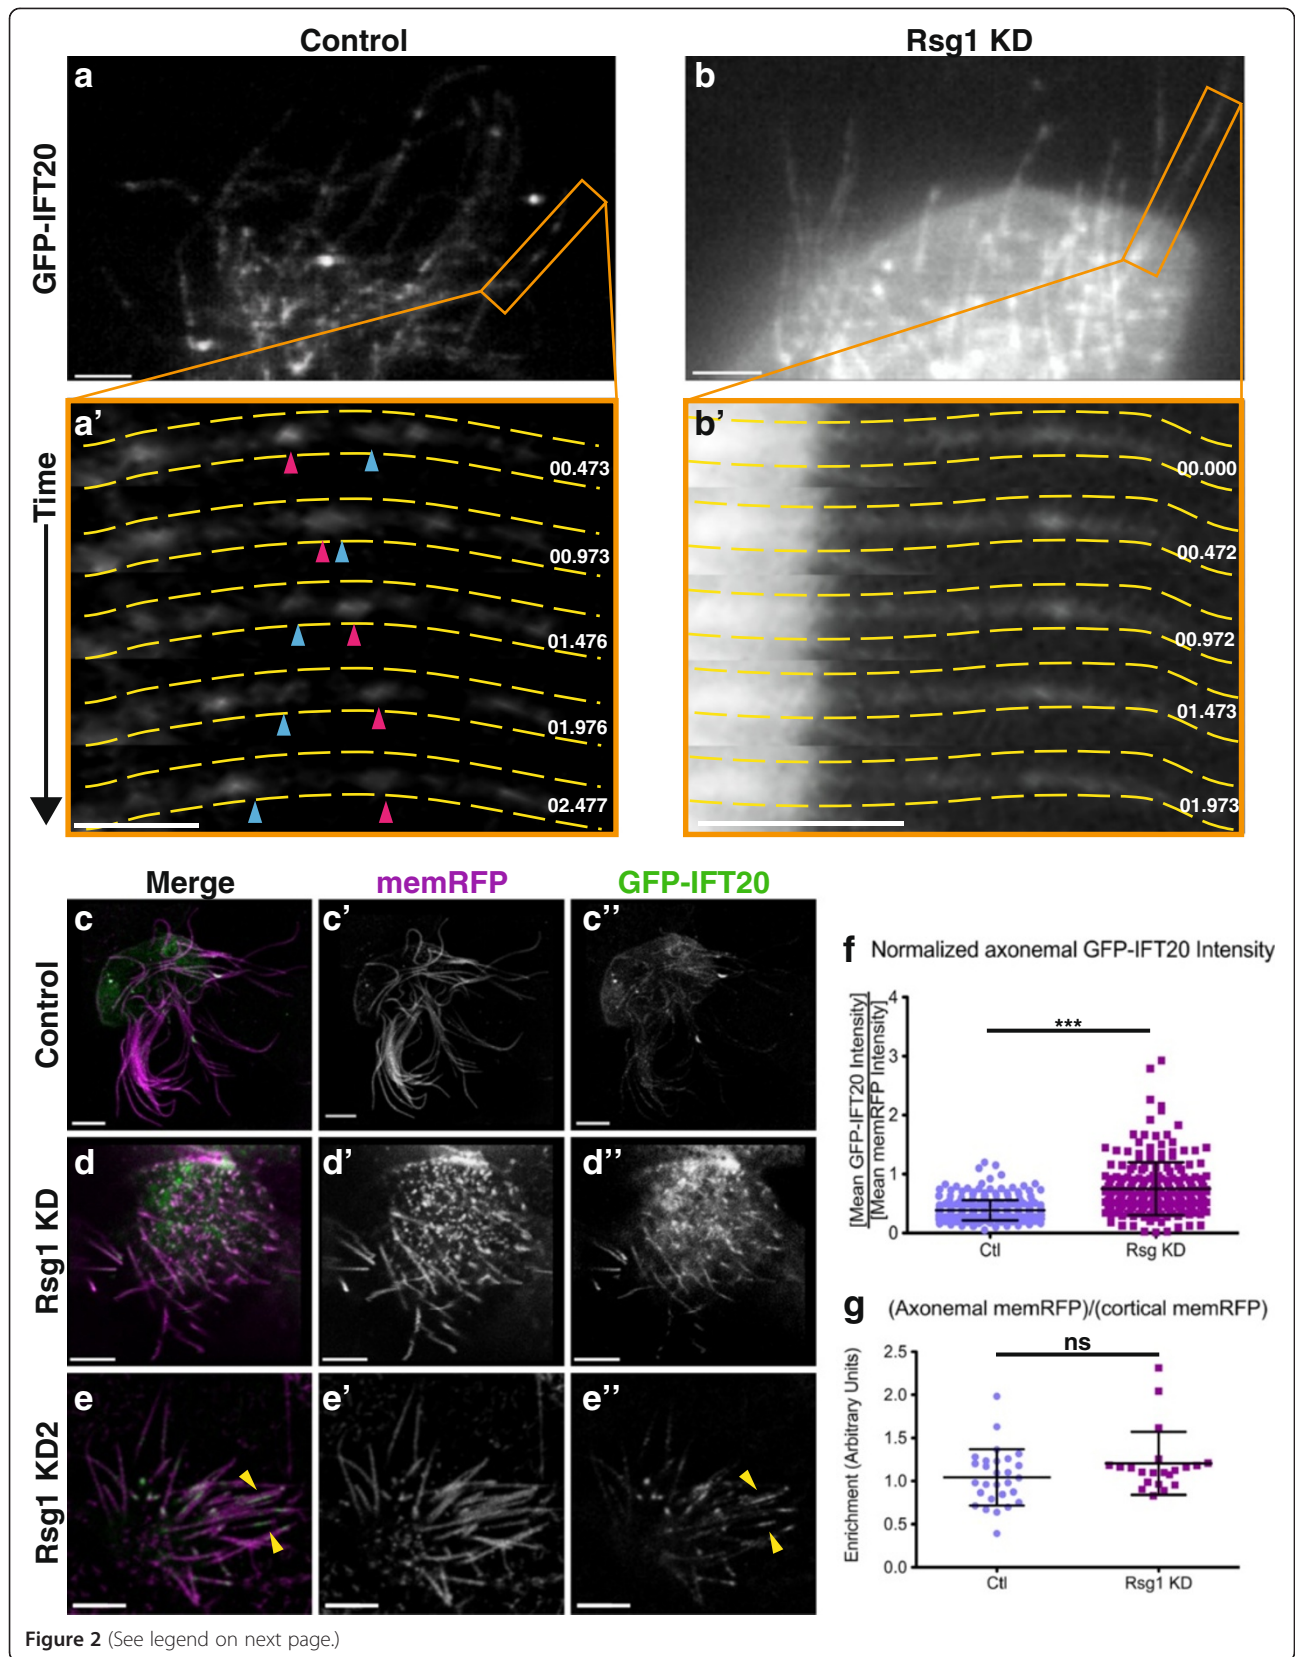 Control
Rsg1 KD
GFP-IFT20
a
b
Time
a'
00.473
00.973
01.476
01.976
02.477
b'
00.000
00.472
00.972
01.473
01.973
Merge
memRFP
GFP-IFT20
Control
c
c'
c''
Rsg1 KD
d
d'
d''
Rsg1 KD2
e
e'
e''
f Normalized axonemal GFP-IFT20 Intensity
[Mean GFP-IFT20 Intensity]
[Mean memRFP Intensity]
4
3
2
1
0
***
Ctl
Rsg KD
g (Axonemal memRFP)/(cortical memRFP)
Enrichment (Arbitrary Units)
2.5
2.0
1.5
1.0
0.5
0.0
ns
Ctl
Rsg1 KD
Figure 2 (See legend on next page.)